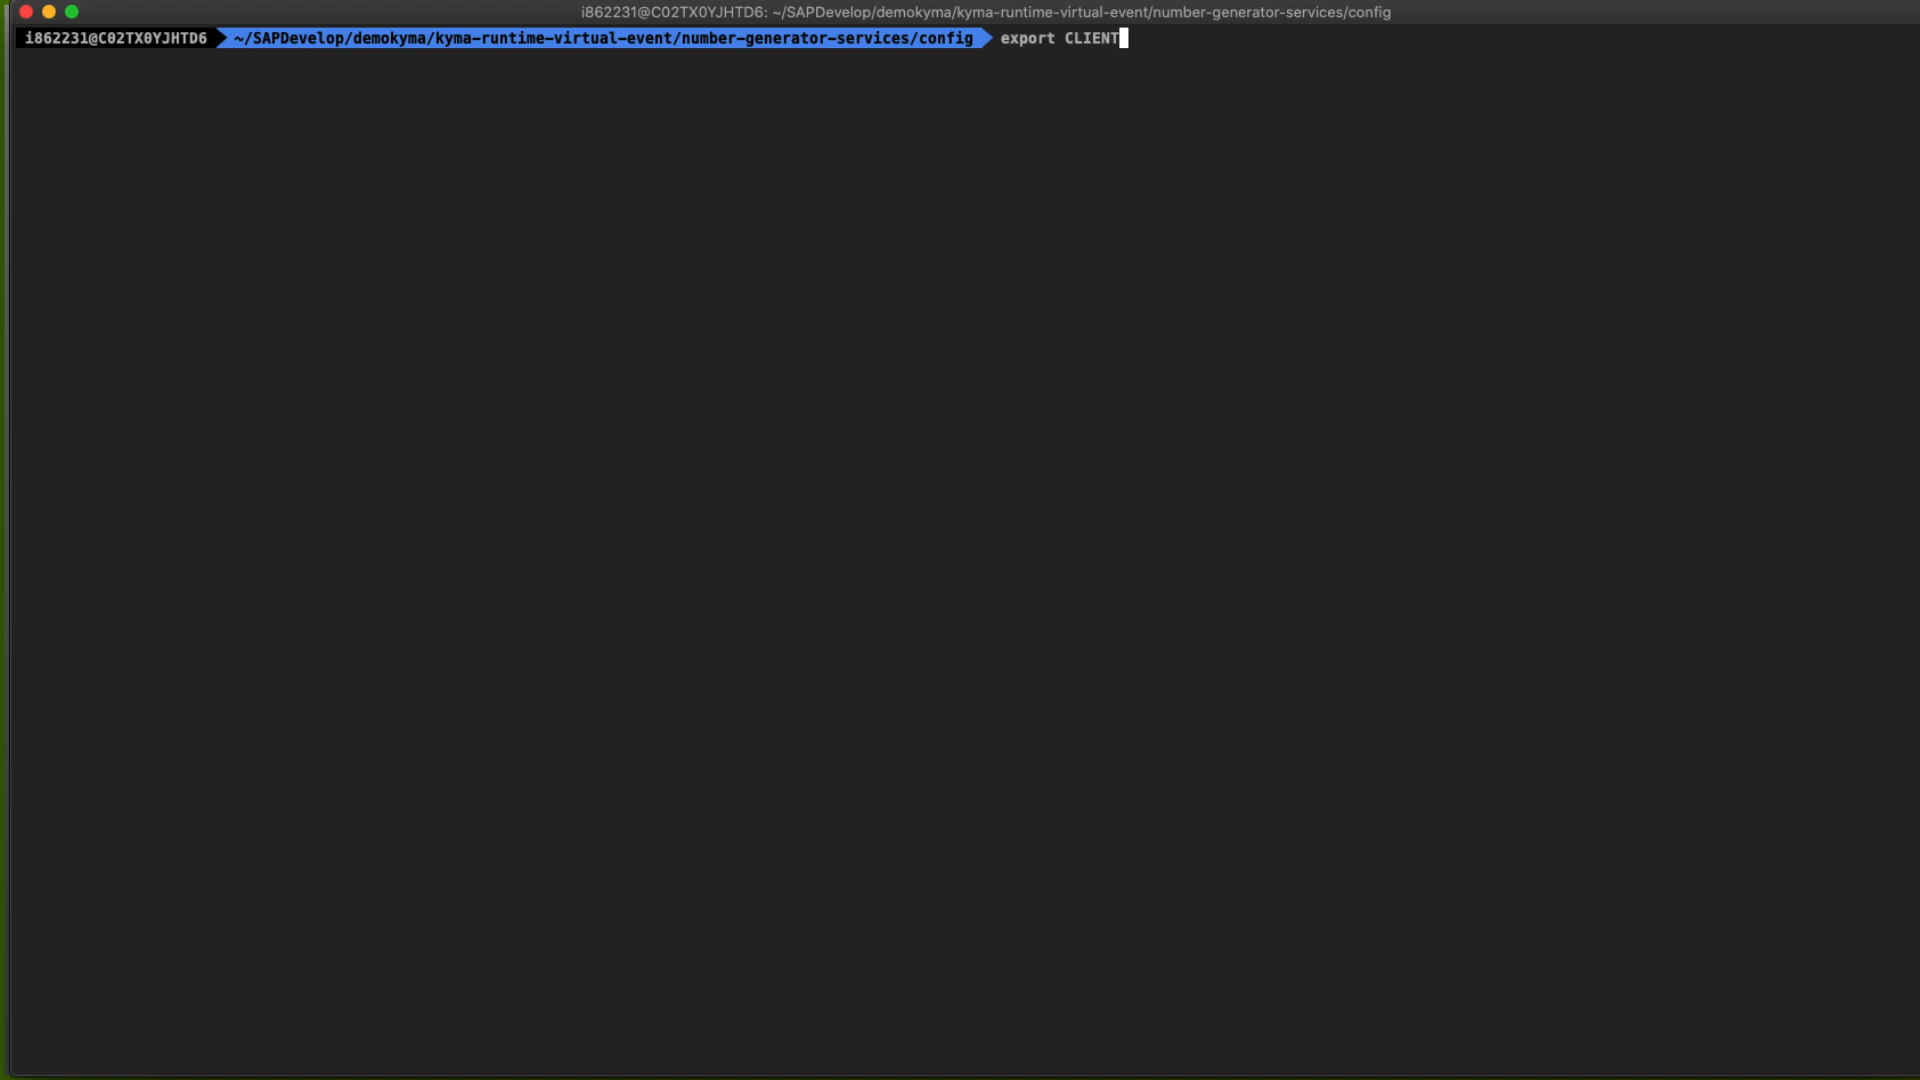 i862231@C02TX0YJHTD6: ~/SAPDevelop/demokyma/kyma-runtime-virtual-event/number-generator-services/config
i862231@C02TX0YJHTD6 ~/SAPDevelop/demokyma/kyma-runtime-virtual-event/number-generator-services/config export CLIENT